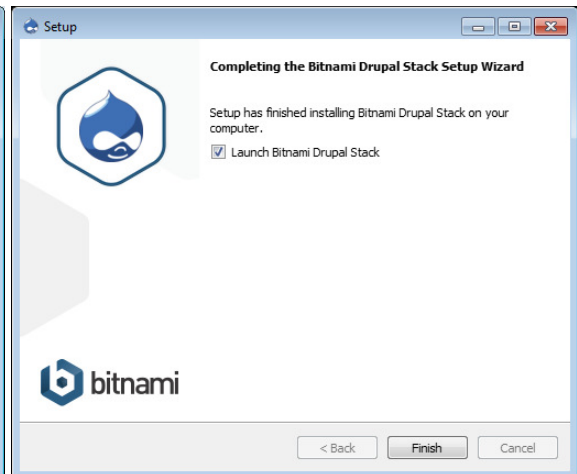 Setup
Completing the Bitnami Drupal Stack Setup Wizard
Setup has finished installing Bitnami Drupal Stack on your
computer.
Launch Bitnami Drupal Stack
bitnami
< Back
Finish
Cancel